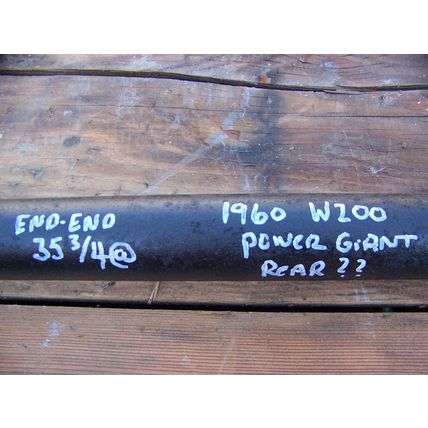 END-END
35 3/4@
1960 W200
POWER GIANT
REAR ??